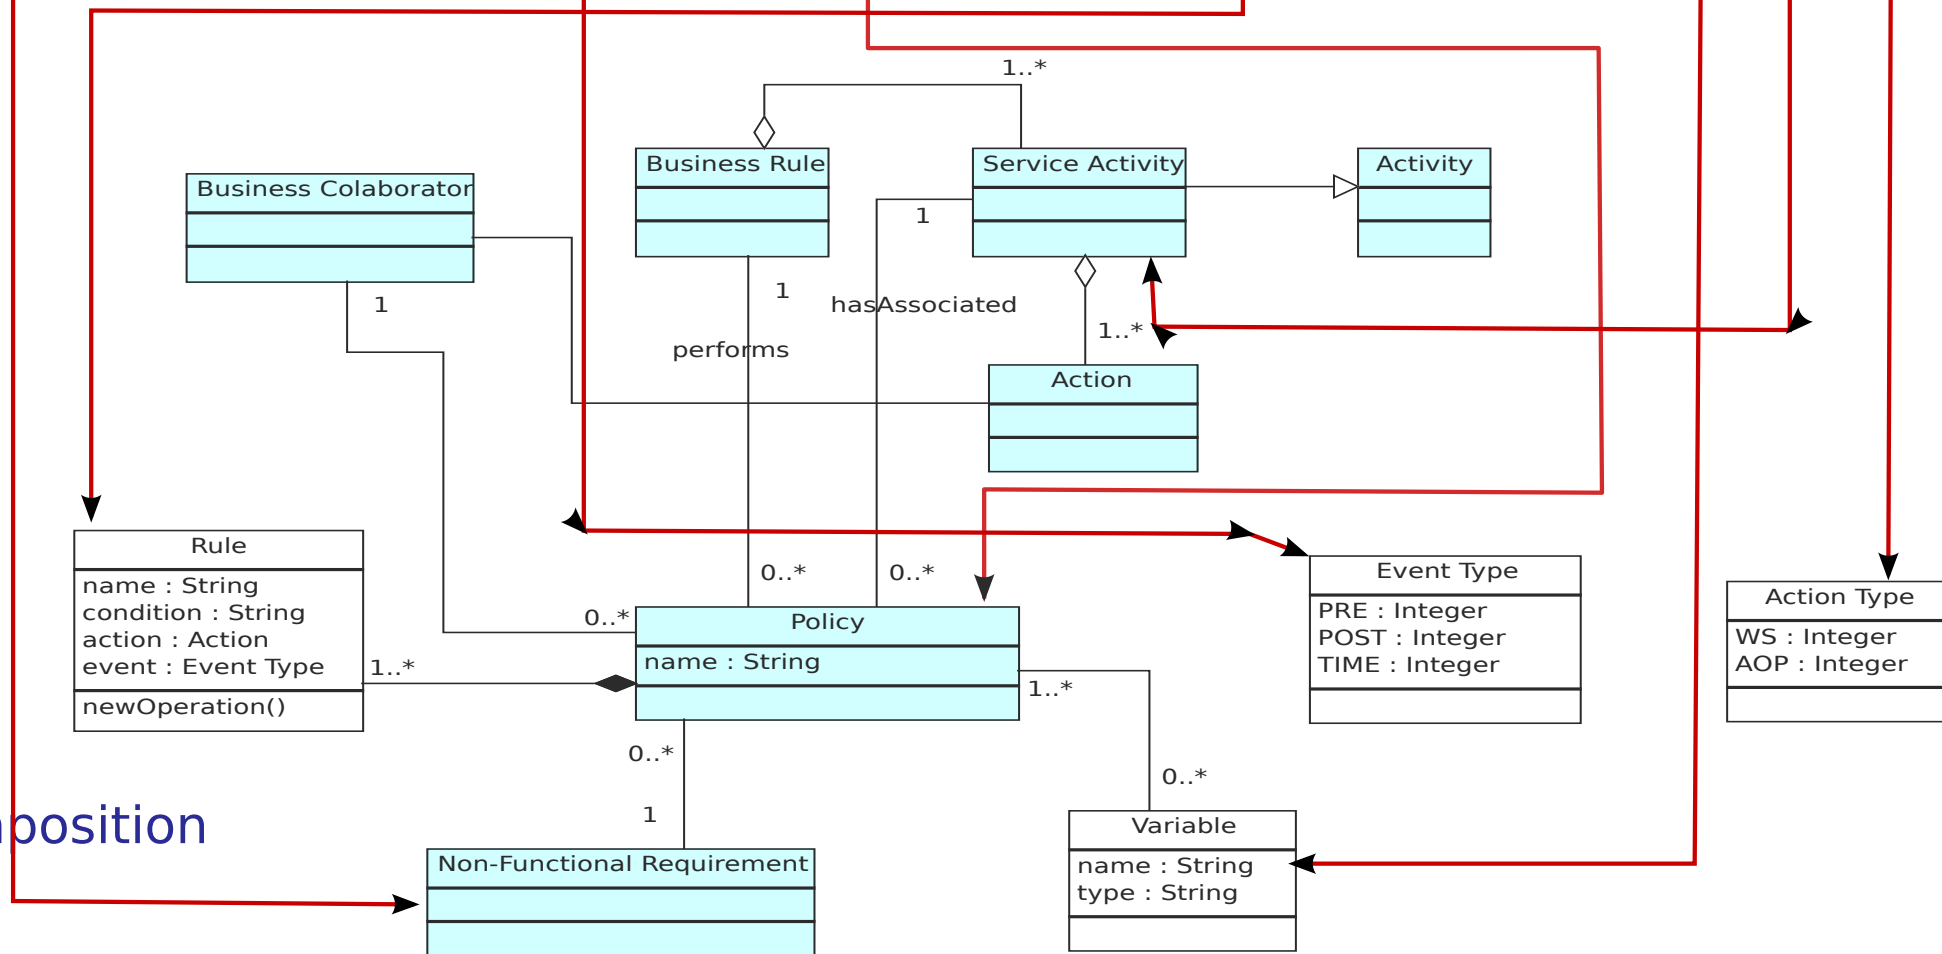 1..*
Business Rule
Service Activity
Activity
Business Colaborator
1
1
1
hasAssociated
1..*
performs
Action
Rule
name : String
condition : String
action : Action
event : Event Type
newOperation()
1..*
0..*
0..*
0..*
Policy
name : String
1..*
Event Type
PRE : Integer
POST : Integer
TIME : Integer
Action Type
WS : Integer
AOP : Integer
0..*
1
0..*
position
Non-Functional Requirement
Variable
name : String
type : String